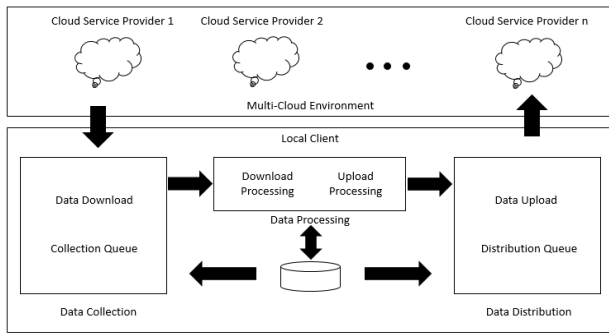 Cloud Service Provider 1
Cloud Service Provider 2
Cloud Service Provider n
Multi-Cloud Environment
Local Client
Data Download
Collection Queue
Data Collection
Download
Processing
Upload
Processing
Data Processing
Data Upload
Distribution Queue
Data Distribution